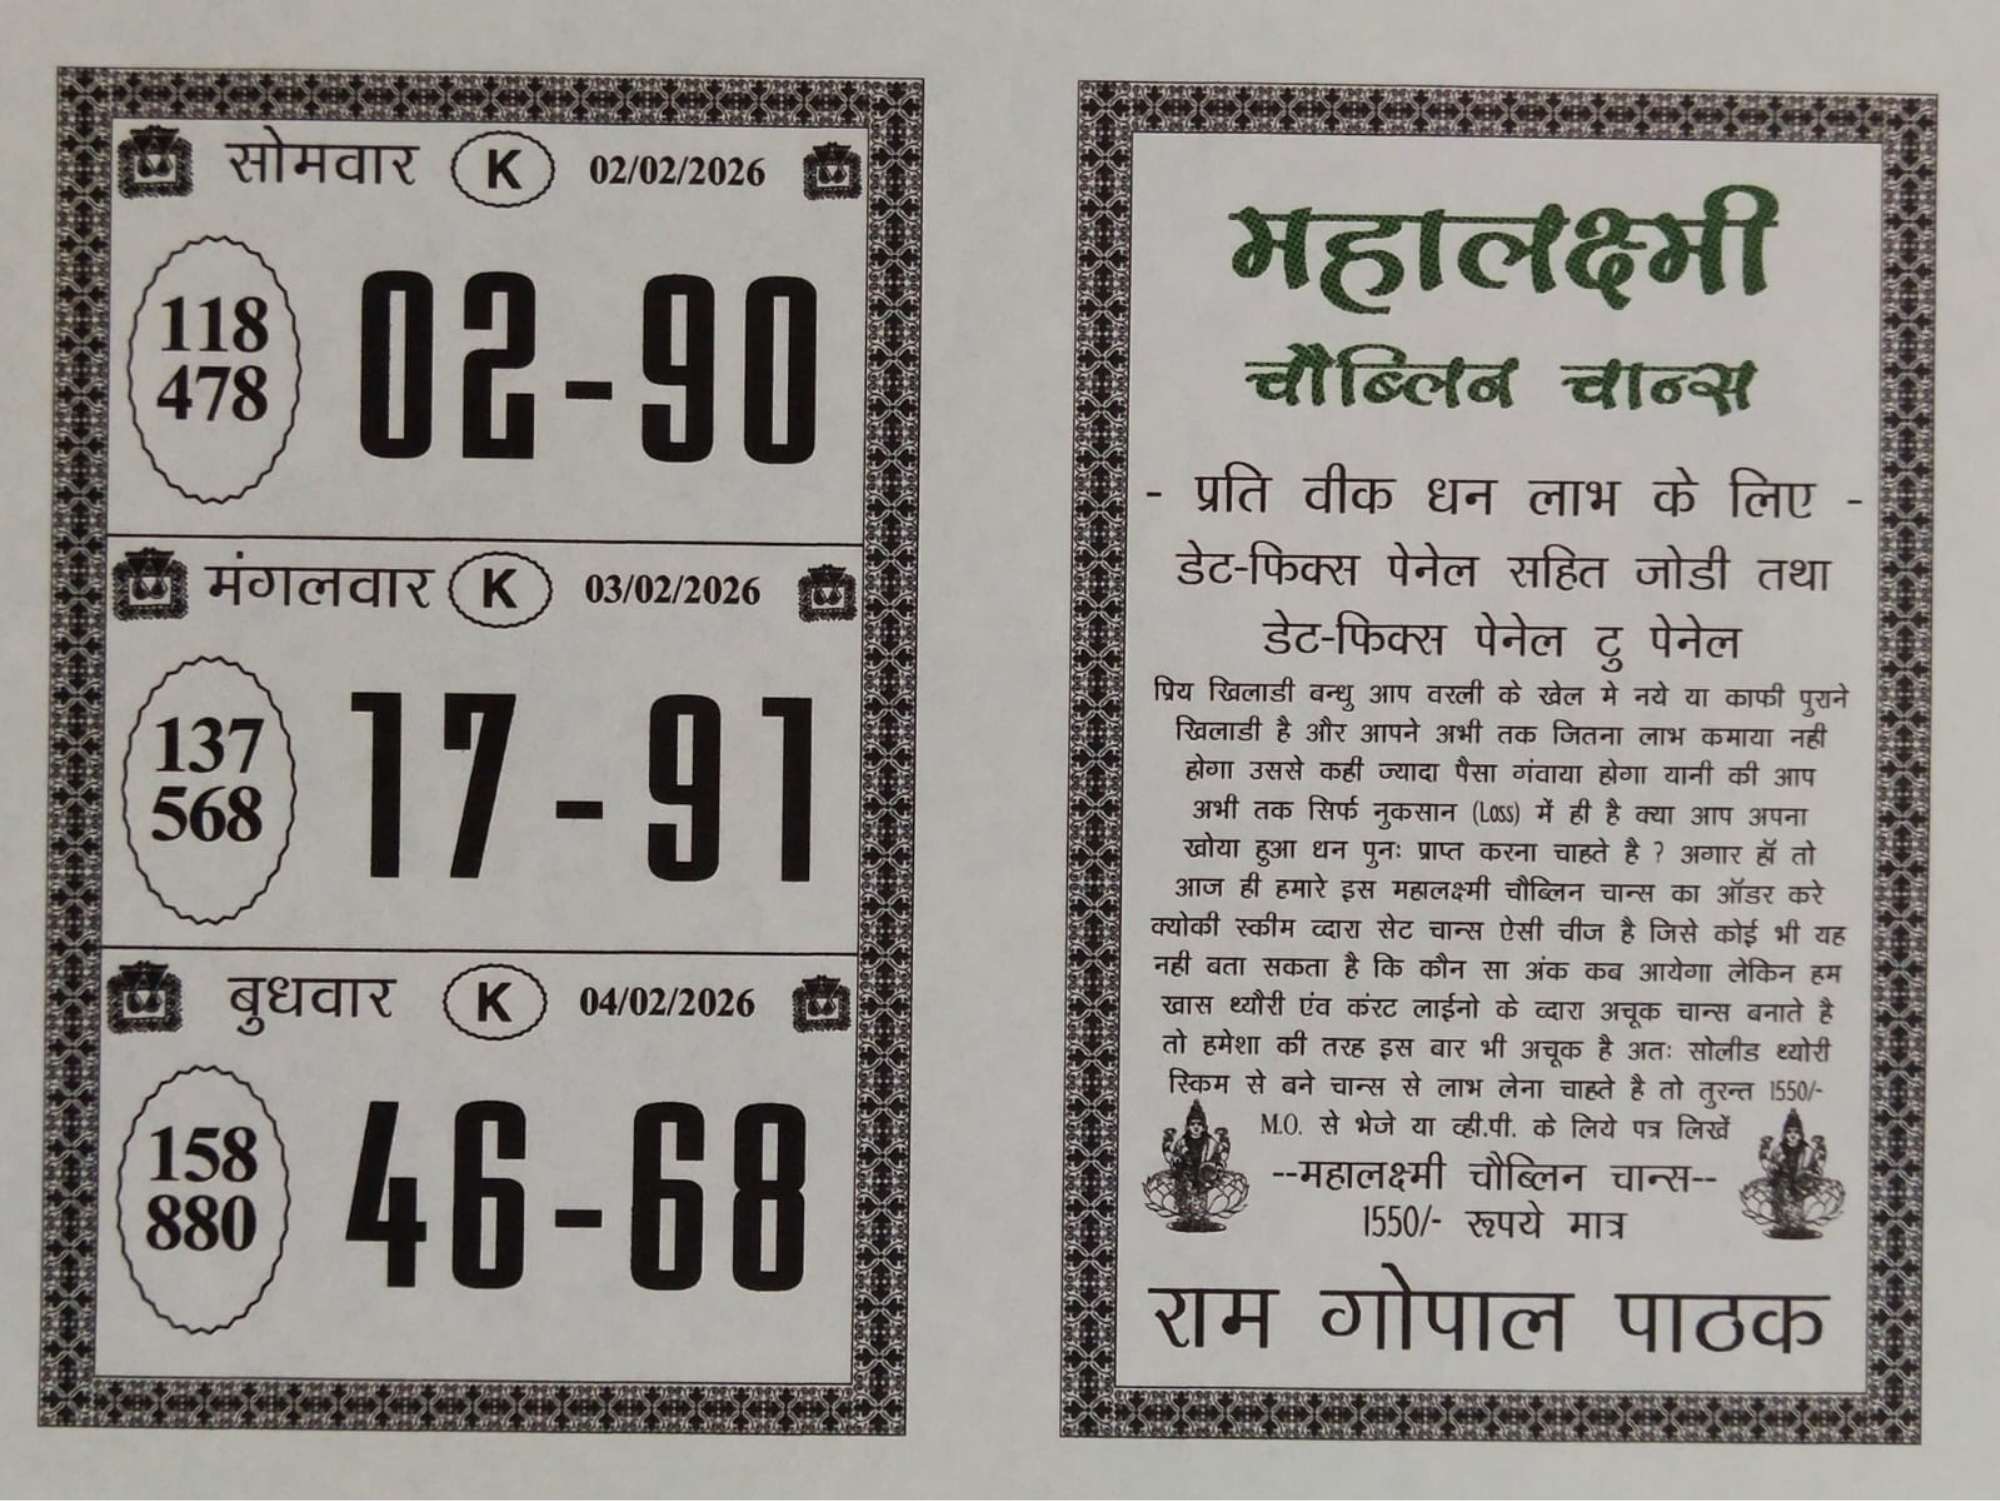 सोमवार K 02/02/2026
118
478
02-90
मंगलवार K 03/02/2026
137
568
17-91
बुधवार K 04/02/2026
158
880
46-68
महालक्ष्मी
चौब्लिन चान्स
- प्रति वीक धन लाभ के लिए -
डेट-फिक्स पेनेल सहित जोडी तथा
डेट-फिक्स पेनेल टु पेनेल
प्रिय खिलाडी बन्धु आप वरली के खेल मे नये या काफी पुराने
खिलाडी है और आपने अभी तक जितना लाभ कमाया नही
होगा उससे कही ज्यादा पैसा गंवाया होगा यानी की आप
अभी तक सिर्फ नुकसान (Loss) में ही है क्या आप अपना
खोया हुआ धन पुनः प्राप्त करना चाहते है ? अगार हॉ तो
आज ही हमारे इस महालक्ष्मी चौब्लिन चान्स का ऑडर करे
क्योकी स्कीम व्दारा सेट चान्स ऐसी चीज है जिसे कोई भी यह
नही बता सकता है कि कौन सा अंक कब आयेगा लेकिन हम
खास थ्यौरी एंव कंरट लाईनो के व्दारा अचूक चान्स बनाते है
तो हमेशा की तरह इस बार भी अचूक है अतः सोलीड थ्योरी
स्किम से बने चान्स से लाभ लेना चाहते है तो तुरन्त 1550/-
M.O. से भेजे या व्ही.पी. के लिये पत्र लिखें
--महालक्ष्मी चौब्लिन चान्स--
1550/- रूपये मात्र
राम गोपाल पाठक